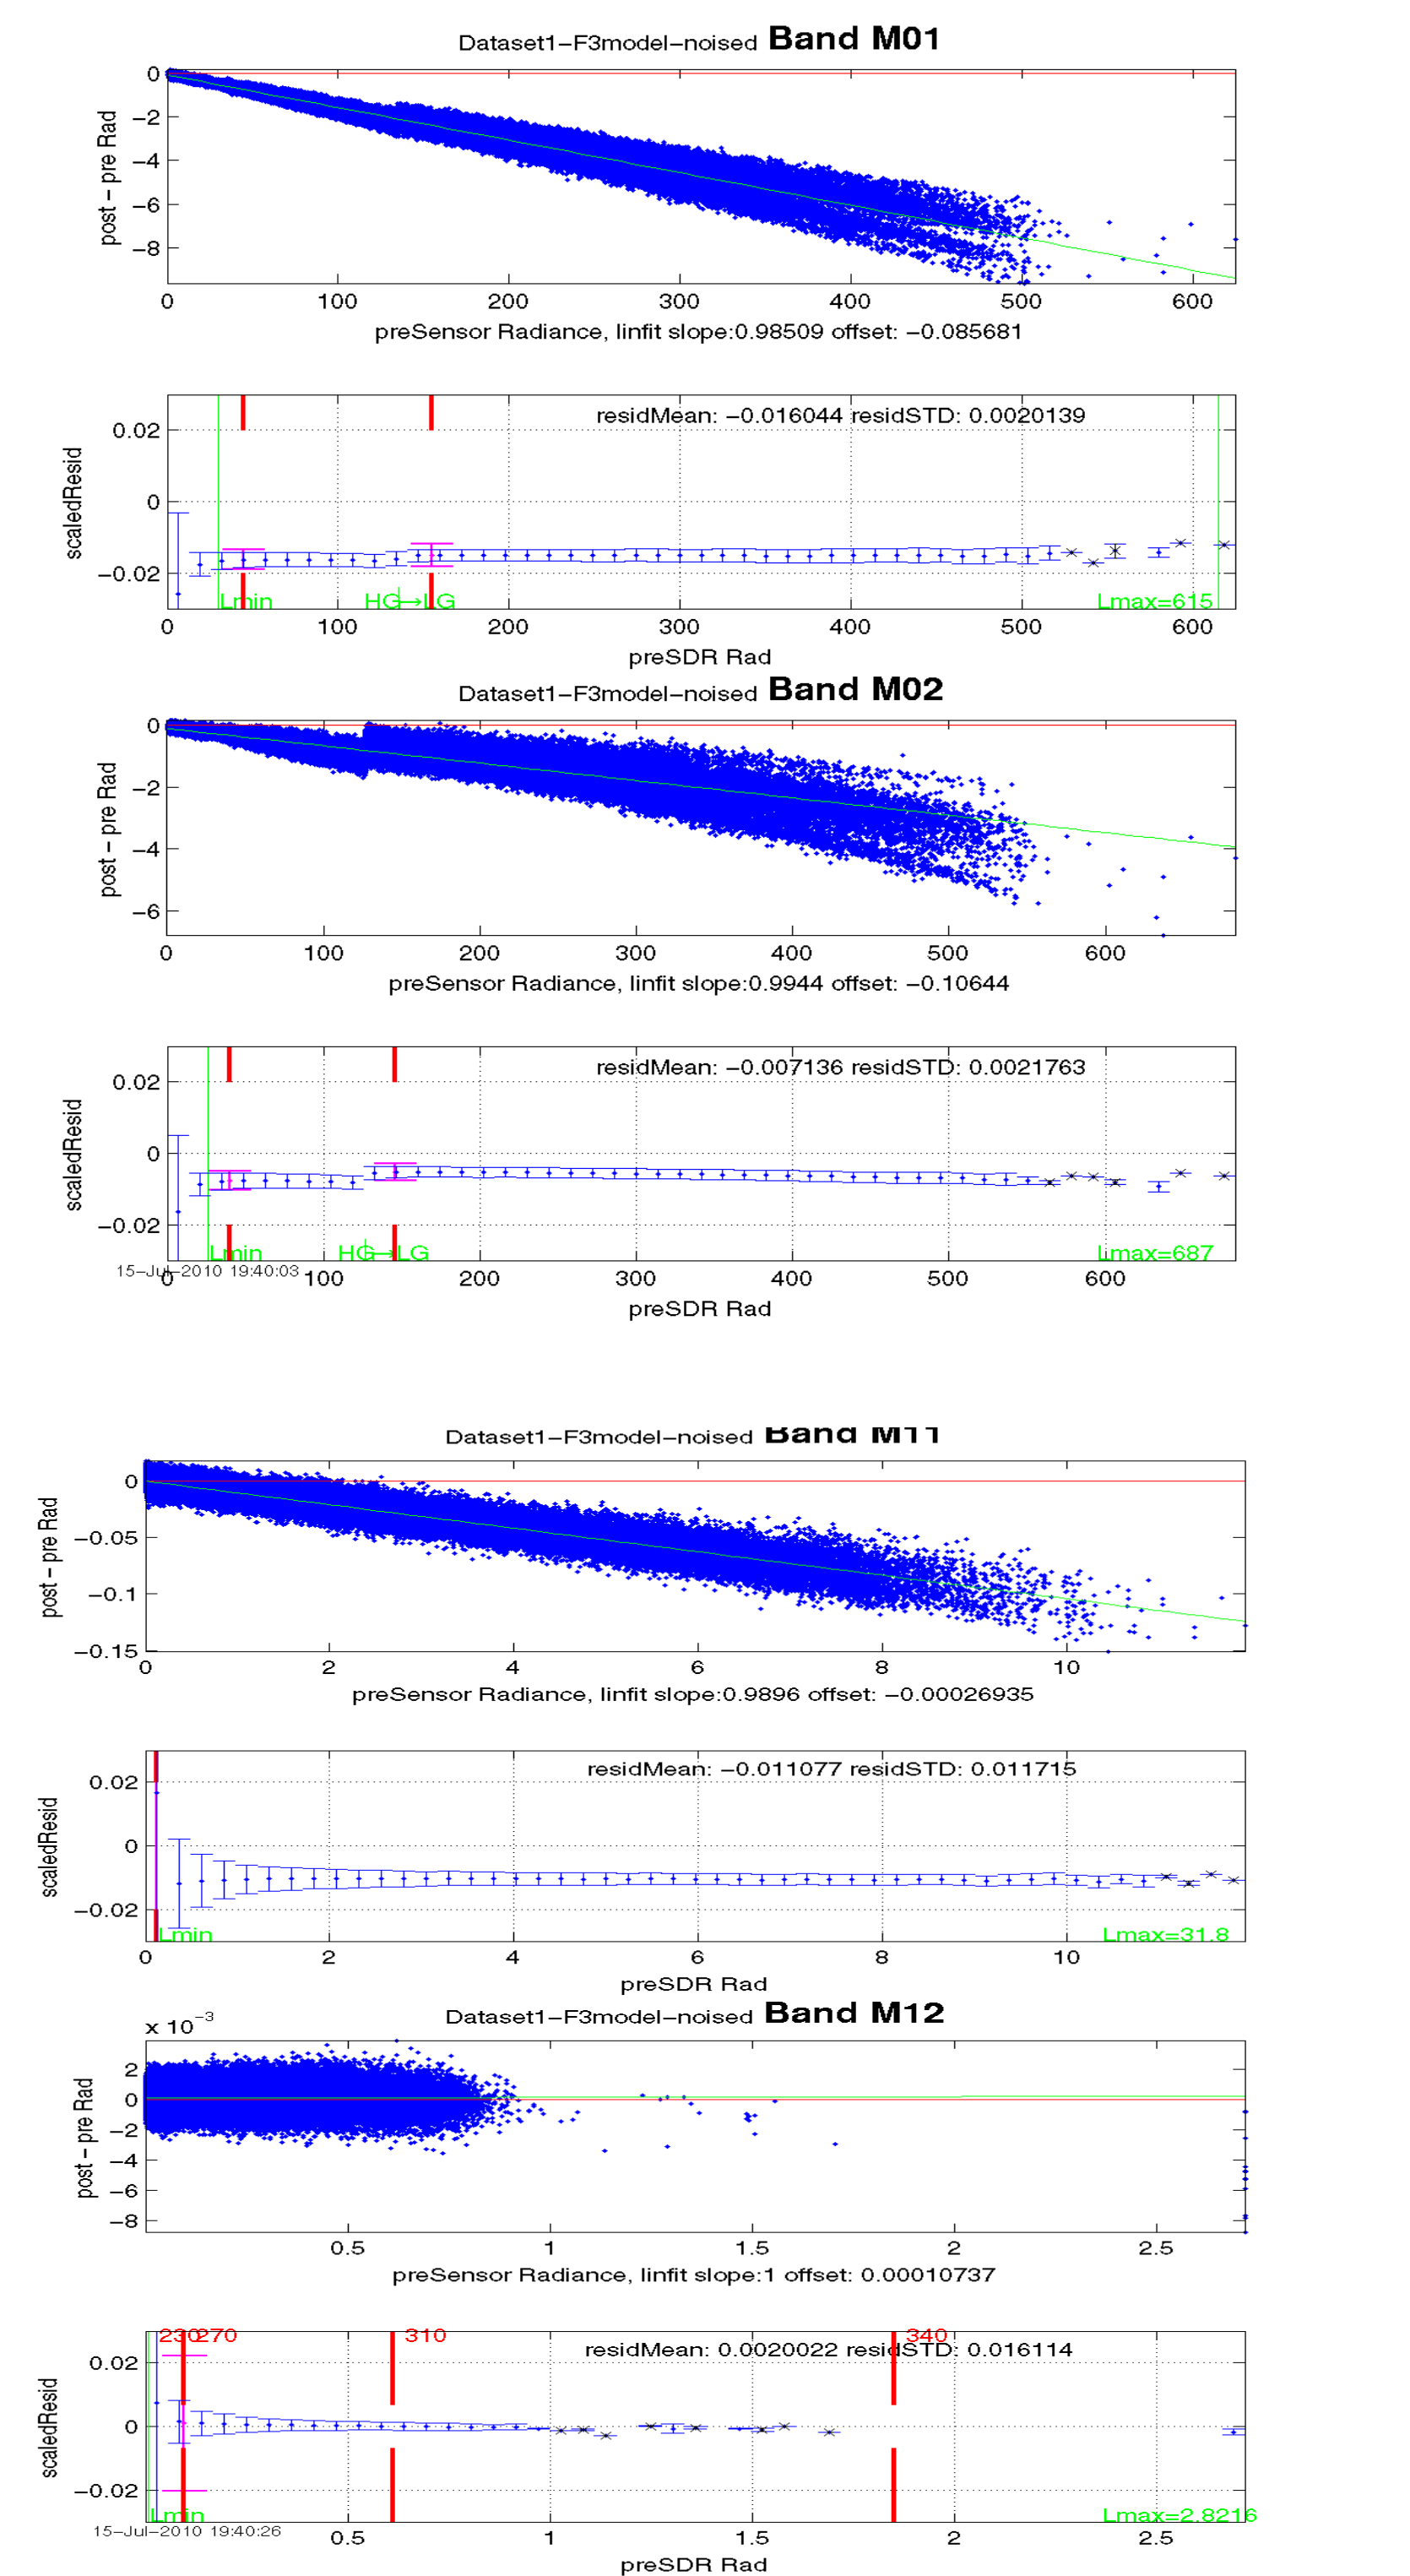 Dataset1-F3model-noised Band M01
0
-2
-4
-6
-8
post - pre Rad
0 100 200 300 400 500 600
preSensor Radiance, linfit slope:0.98509 offset: -0.085681
residMean: -0.016044 residSTD: 0.0020139
0.02
0
-0.02
scaledResid
Lmin HG→LG Lmax=615
0 100 200 300 400 500 600
preSDR Rad
Dataset1-F3model-noised Band M02
0
-2
-4
-6
post - pre Rad
0 100 200 300 400 500 600
preSensor Radiance, linfit slope:0.9944 offset: -0.10644
residMean: -0.007136 residSTD: 0.0021763
0.02
0
-0.02
scaledResid
Lmin HG→LG Lmax=687
15-Jul-2010 19:40:03
0 100 200 300 400 500 600
preSDR Rad
Dataset1-F3model-noised Band M11
0
-0.05
-0.1
-0.15
post - pre Rad
0 2 4 6 8 10
preSensor Radiance, linfit slope:0.9896 offset: -0.00026935
residMean: -0.011077 residSTD: 0.011715
0.02
0
-0.02
scaledResid
Lmin Lmax=31.8
0 2 4 6 8 10
preSDR Rad
Dataset1-F3model-noised Band M12
x 10⁻³
2
0
-2
-4
-6
-8
post - pre Rad
0.5 1 1.5 2 2.5
preSensor Radiance, linfit slope:1 offset: 0.00010737
230 270 310 340
residMean: 0.0020022 residSTD: 0.016114
0.02
0
-0.02
scaledResid
Lmin Lmax=2.8216
15-Jul-2010 19:40:26
0.5 1 1.5 2 2.5
preSDR Rad